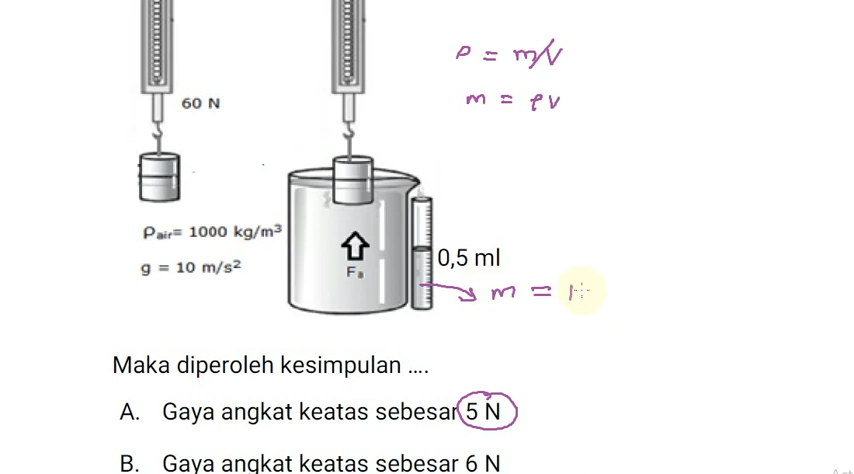 ρ = m/V
60 N
m = ρV
ρair= 1000 kg/m³
0,5 ml
g = 10 m/s²
Fa
m = 1
Maka diperoleh kesimpulan ....
A. Gaya angkat keatas sebesar 5 N
B. Gaya angkat keatas sebesar 6 N